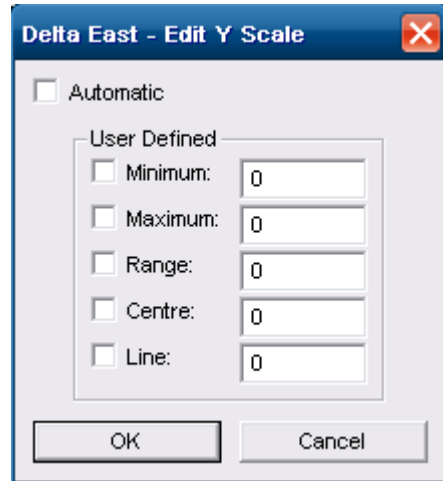 Delta East - Edit Y Scale
Automatic
User Defined
Minimum: 0
Maximum: 0
Range: 0
Centre: 0
Line: 0
OK Cancel